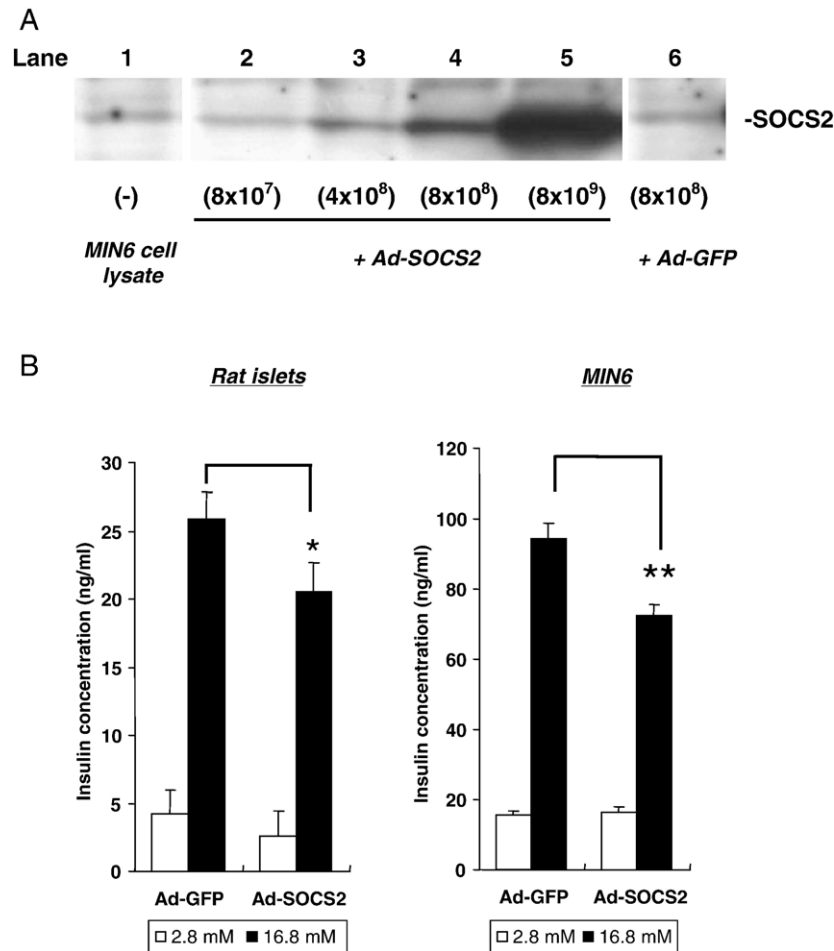 A
Lane 1 2 3 4 5 6
-SOCS2
(-) (8x10⁷) (4x10⁸) (8x10⁸) (8x10⁹) (8x10⁸)
MIN6 cell
lysate
+ Ad-SOCS2
+ Ad-GFP
B
Rat islets
Insulin concentration (ng/ml)
30
25
20
15
10
5
0
*
Ad-GFP Ad-SOCS2
2.8 mM 16.8 mM
MIN6
Insulin concentration (ng/ml)
120
100
80
60
40
20
0
**
Ad-GFP Ad-SOCS2
2.8 mM 16.8 mM